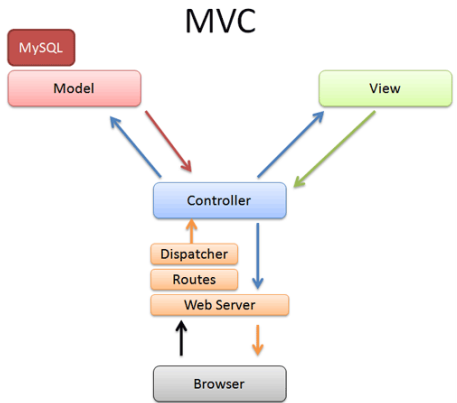 MVC
MySQL
Model
View
Controller
Dispatcher
Routes
Web Server
Browser